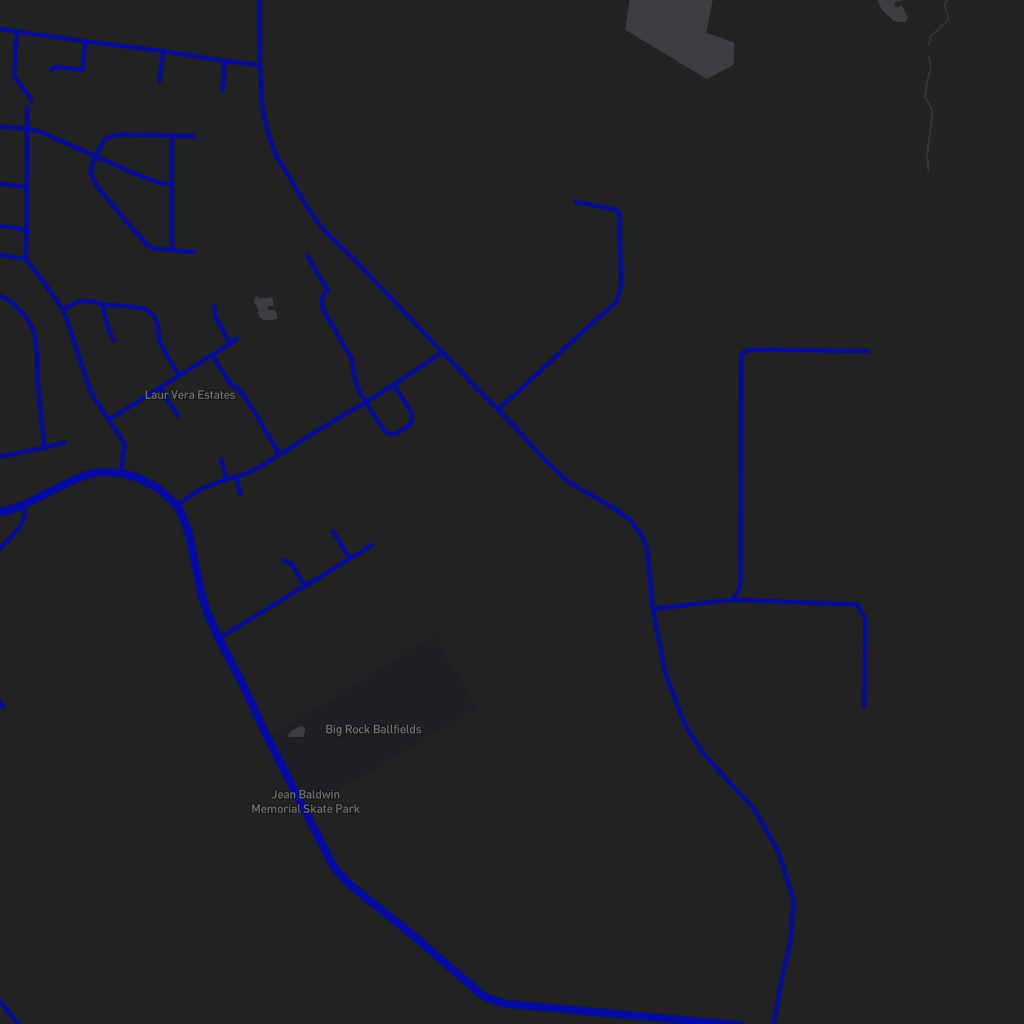 Laur Vera Estates
Big Rock Ballfields
Jean Baldwin
Memorial Skate Park